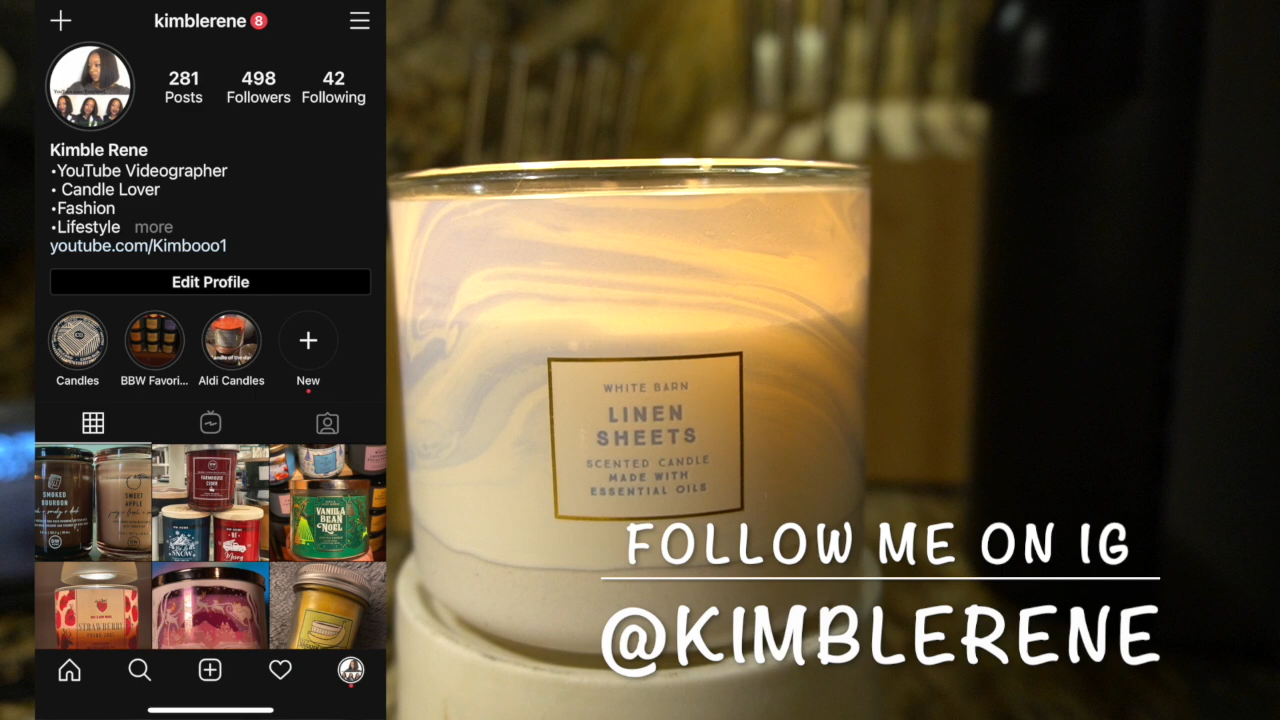 kimblerene 8
281 498 42
Posts Followers Following
Kimble Rene
•YouTube Videographer
• Candle Lover
•Fashion
•Lifestyle more
youtube.com/Kimbooo1
Edit Profile
Candles BBW Favori... Aldi Candles New
SMOKED
BOURBON
SWEET
APPLE
FARMHOUSE
CIDER
SNOW
Merry
VANILLA
BEAN
NOEL
STRAWBERRY
WHITE BARN
LINEN
SHEETS
SCENTED CANDLE
MADE WITH
ESSENTIAL OILS
FOLLOW ME ON IG
@KIMBLERENE